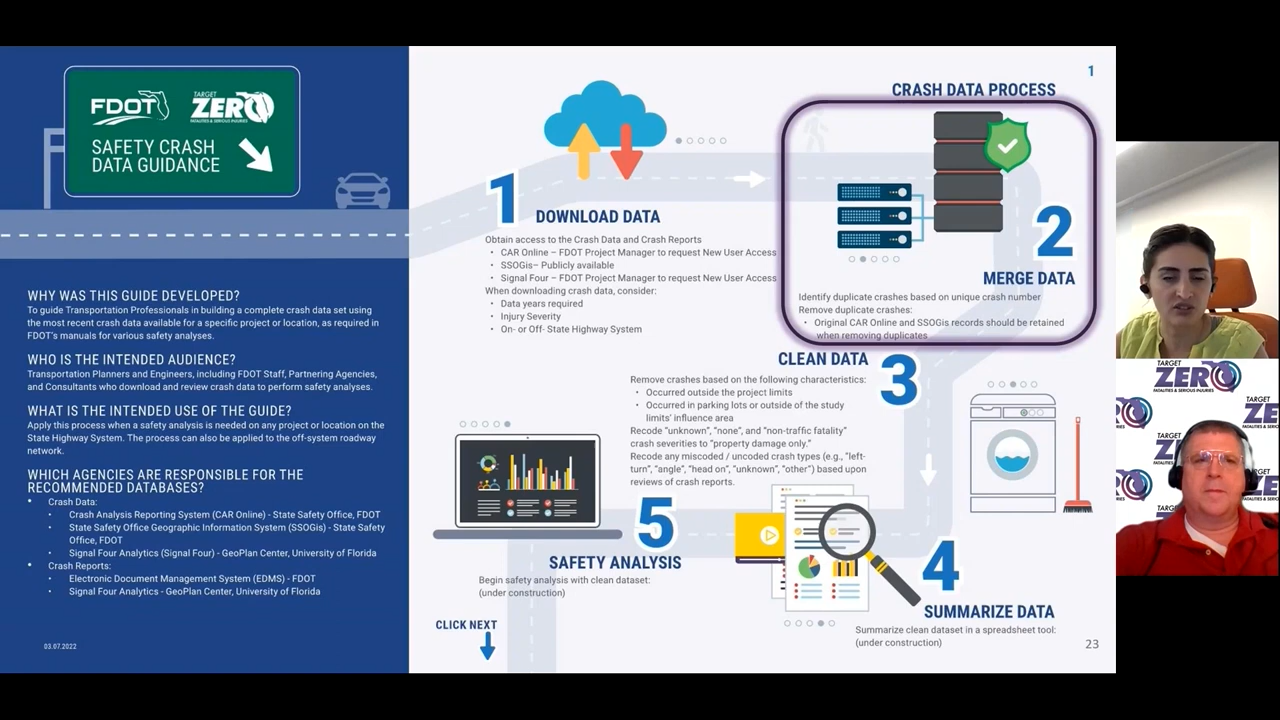 FDOT
TARGET
ZERO
FATALITIES & SERIOUS INJURIES
SAFETY CRASH
DATA GUIDANCE
WHY WAS THIS GUIDE DEVELOPED?
To guide Transportation Professionals in building a complete crash data set using
the most recent crash data available for a specific project or location, as required in
FDOT's manuals for various safety analyses.
WHO IS THE INTENDED AUDIENCE?
Transportation Planners and Engineers, including FDOT Staff, Partnering Agencies,
and Consultants who download and review crash data to perform safety analyses.
WHAT IS THE INTENDED USE OF THE GUIDE?
Apply this process when a safety analysis is needed on any project or location on the
State Highway System. The process can also be applied to the off-system roadway
network.
WHICH AGENCIES ARE RESPONSIBLE FOR THE
RECOMMENDED DATABASES?
• Crash Data:
• Crash Analysis Reporting System (CAR Online) - State Safety Office, FDOT
• State Safety Office Geographic Information System (SSOGis) - State Safety
Office, FDOT
• Signal Four Analytics (Signal Four) - GeoPlan Center, University of Florida
• Crash Reports:
• Electronic Document Management System (EDMS) - FDOT
• Signal Four Analytics - GeoPlan Center, University of Florida
03.07.2022
1
CRASH DATA PROCESS
1
DOWNLOAD DATA
Obtain access to the Crash Data and Crash Reports
• CAR Online – FDOT Project Manager to request New User Access
• SSOGis– Publicly available
• Signal Four – FDOT Project Manager to request New User Access
When downloading crash data, consider:
• Data years required
• Injury Severity
• On- or Off- State Highway System
2
MERGE DATA
Identify duplicate crashes based on unique crash number
Remove duplicate crashes:
• Original CAR Online and SSOGis records should be retained
when removing duplicates
CLEAN DATA
3
Remove crashes based on the following characteristics:
• Occurred outside the project limits
• Occurred in parking lots or outside of the study
limits' influence area
Recode "unknown", "none", and "non-traffic fatality"
crash severities to "property damage only."
Recode any miscoded / uncoded crash types (e.g., "left-
turn", "angle", "head on", "unknown", "other") based upon
reviews of crash reports.
4
SUMMARIZE DATA
Summarize clean dataset in a spreadsheet tool:
(under construction)
5
SAFETY ANALYSIS
Begin safety analysis with clean dataset:
(under construction)
CLICK NEXT
23
TARGET
ZERO
FATALITIES & SERIOUS INJURIES
TARGET
ZE